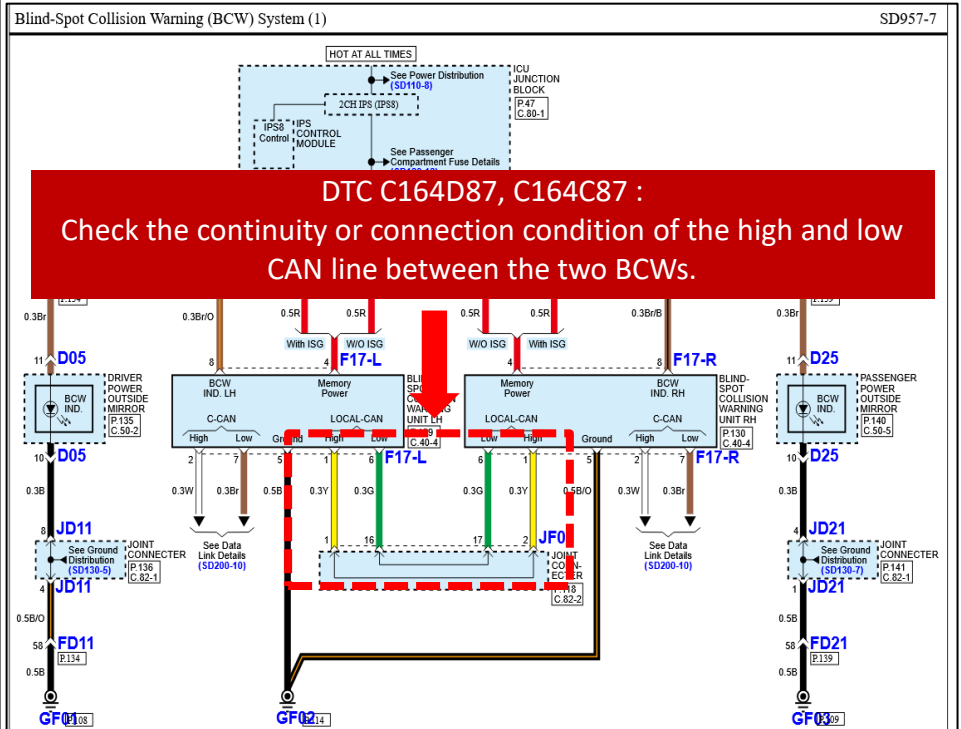 Blind-Spot Collision Warning (BCW) System (1) SD957-7
HOT AT ALL TIMES
See Power Distribution
(SD110-8)
ICU
JUNCTION
BLOCK
P.47
C.80-1
2CH IPS (IPS8)
IPS8
Control
IPS
CONTROL
MODULE
See Passenger
Compartment Fuse Details
DTC C164D87, C164C87 :
Check the continuity or connection condition of the high and low
CAN line between the two BCWs.
0.3Br 0.3Br/O 0.5R 0.5R 0.5R 0.5R 0.3Br/B 0.3Br
With ISG W/O ISG W/O ISG With ISG
11 D05 8 4 F17-L 4 8 F17-R 11 D25
DRIVER
POWER
OUTSIDE
MIRROR
P.135
C.50-2
BCW
IND.
BCW
IND. LH
Memory
Power
C-CAN LOCAL-CAN
High Low Ground High Low
WARNING
UNIT LH
C.40-4
Memory
Power
BCW
IND. RH
LOCAL-CAN C-CAN
Low High Ground High Low
BLIND-
SPOT
COLLISION
WARNING
UNIT RH
P.130
C.40-4
BCW
IND.
PASSENGER
POWER
OUTSIDE
MIRROR
P.140
C.50-5
10 D05 2 7 5 1 6 F17-L 6 1 5 2 7 F17-R 10 D25
0.3B 0.3W 0.3Br 0.5B 0.3Y 0.3G 0.3G 0.3Y 0.5B/O 0.3W 0.3Br 0.3B
8 JD11 1 16 17 2 JF0 4 JD21
See Ground
Distribution
(SD130-5)
JOINT
CONNECTER
P.136
C.82-1
See Data
Link Details
(SD200-10)
JOINT
CON-
ECTER
C.82-2
See Data
Link Details
(SD200-10)
See Ground
Distribution
(SD130-7)
JOINT
CONNECTER
P.141
C.82-1
4 JD11 1 JD21
0.5B/O 0.5B
58 FD11 58 FD21
P.134 P.139
0.5B 0.5B
GF01 GF02 GF03